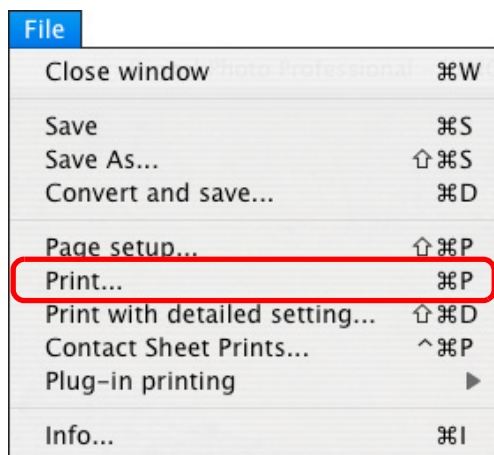 File
Close window ⌘W
Save ⌘S
Save As... ⇧⌘S
Convert and save... ⌘D
Page setup... ⇧⌘P
Print... ⌘P
Print with detailed setting... ⇧⌘D
Contact Sheet Prints... ^⌘P
Plug-in printing ▶
Info... ⌘I